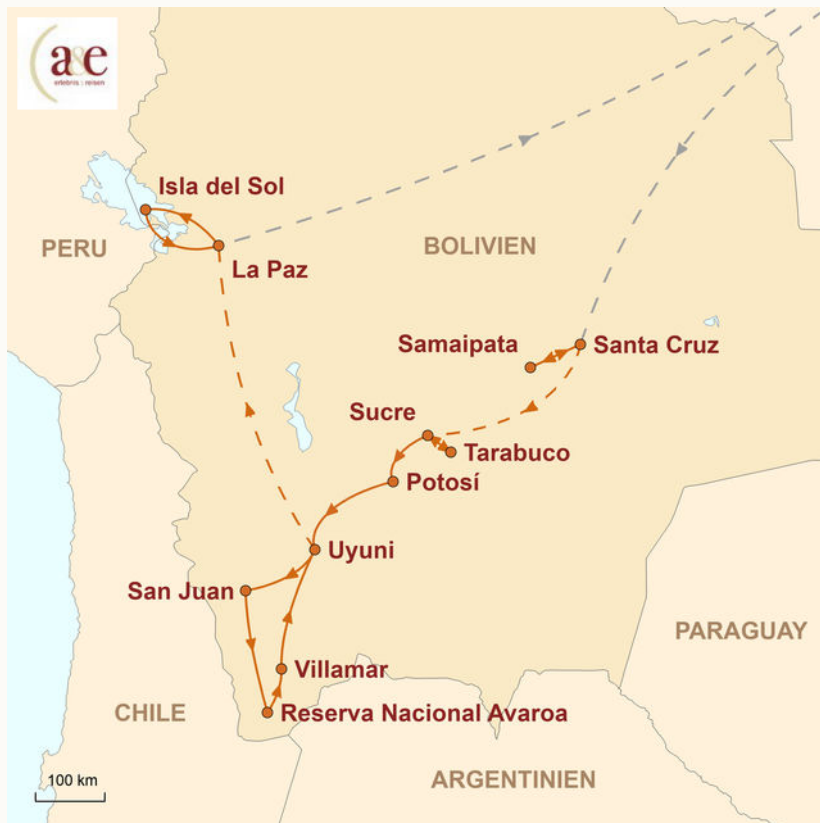 a&e
erlebnis : reisen
Isla del Sol
PERU
BOLIVIEN
La Paz
Samaipata
Santa Cruz
Sucre
Tarabuco
Potosí
Uyuni
San Juan
PARAGUAY
Villamar
CHILE
Reserva Nacional Avaroa
100 km
ARGENTINIEN